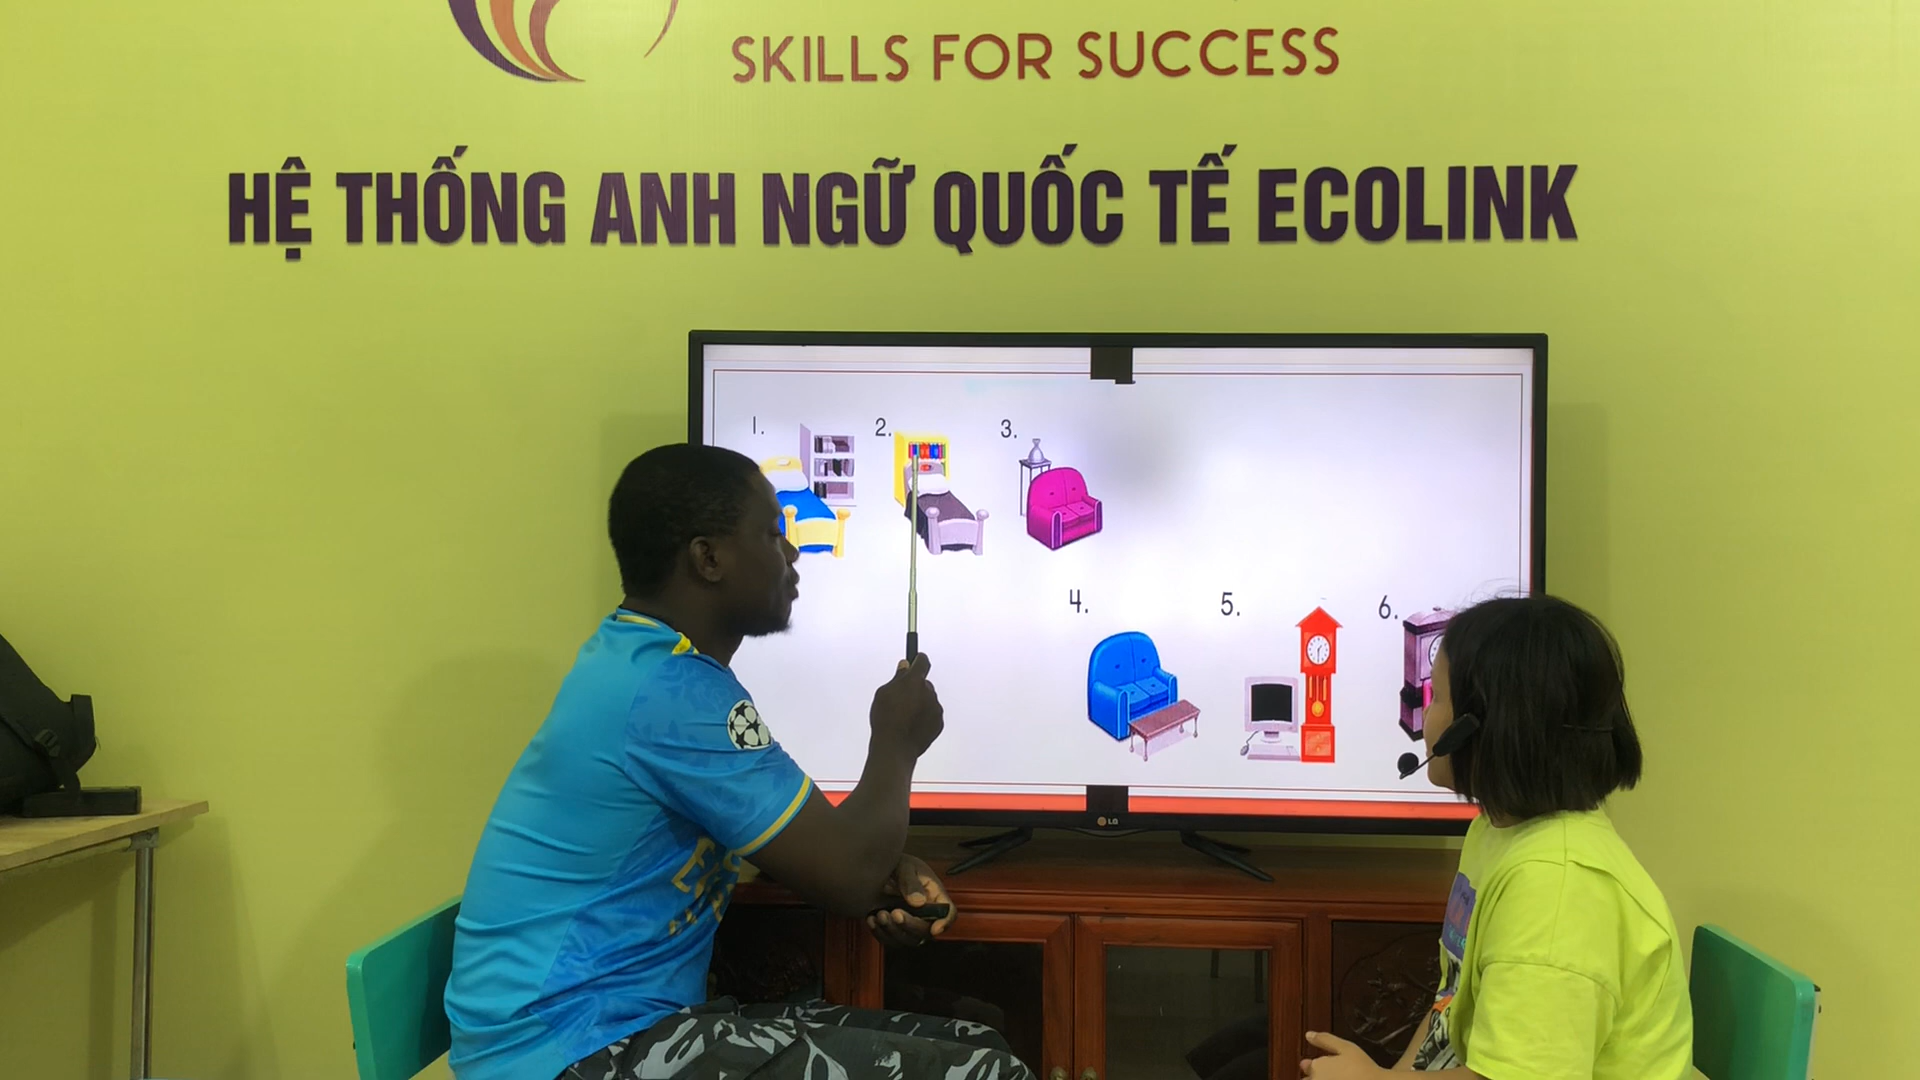 SKILLS FOR SUCCESS
HỆ THỐNG ANH NGỮ QUỐC TẾ ECOLINK
1. 2. 3.
4. 5. 6.
LG